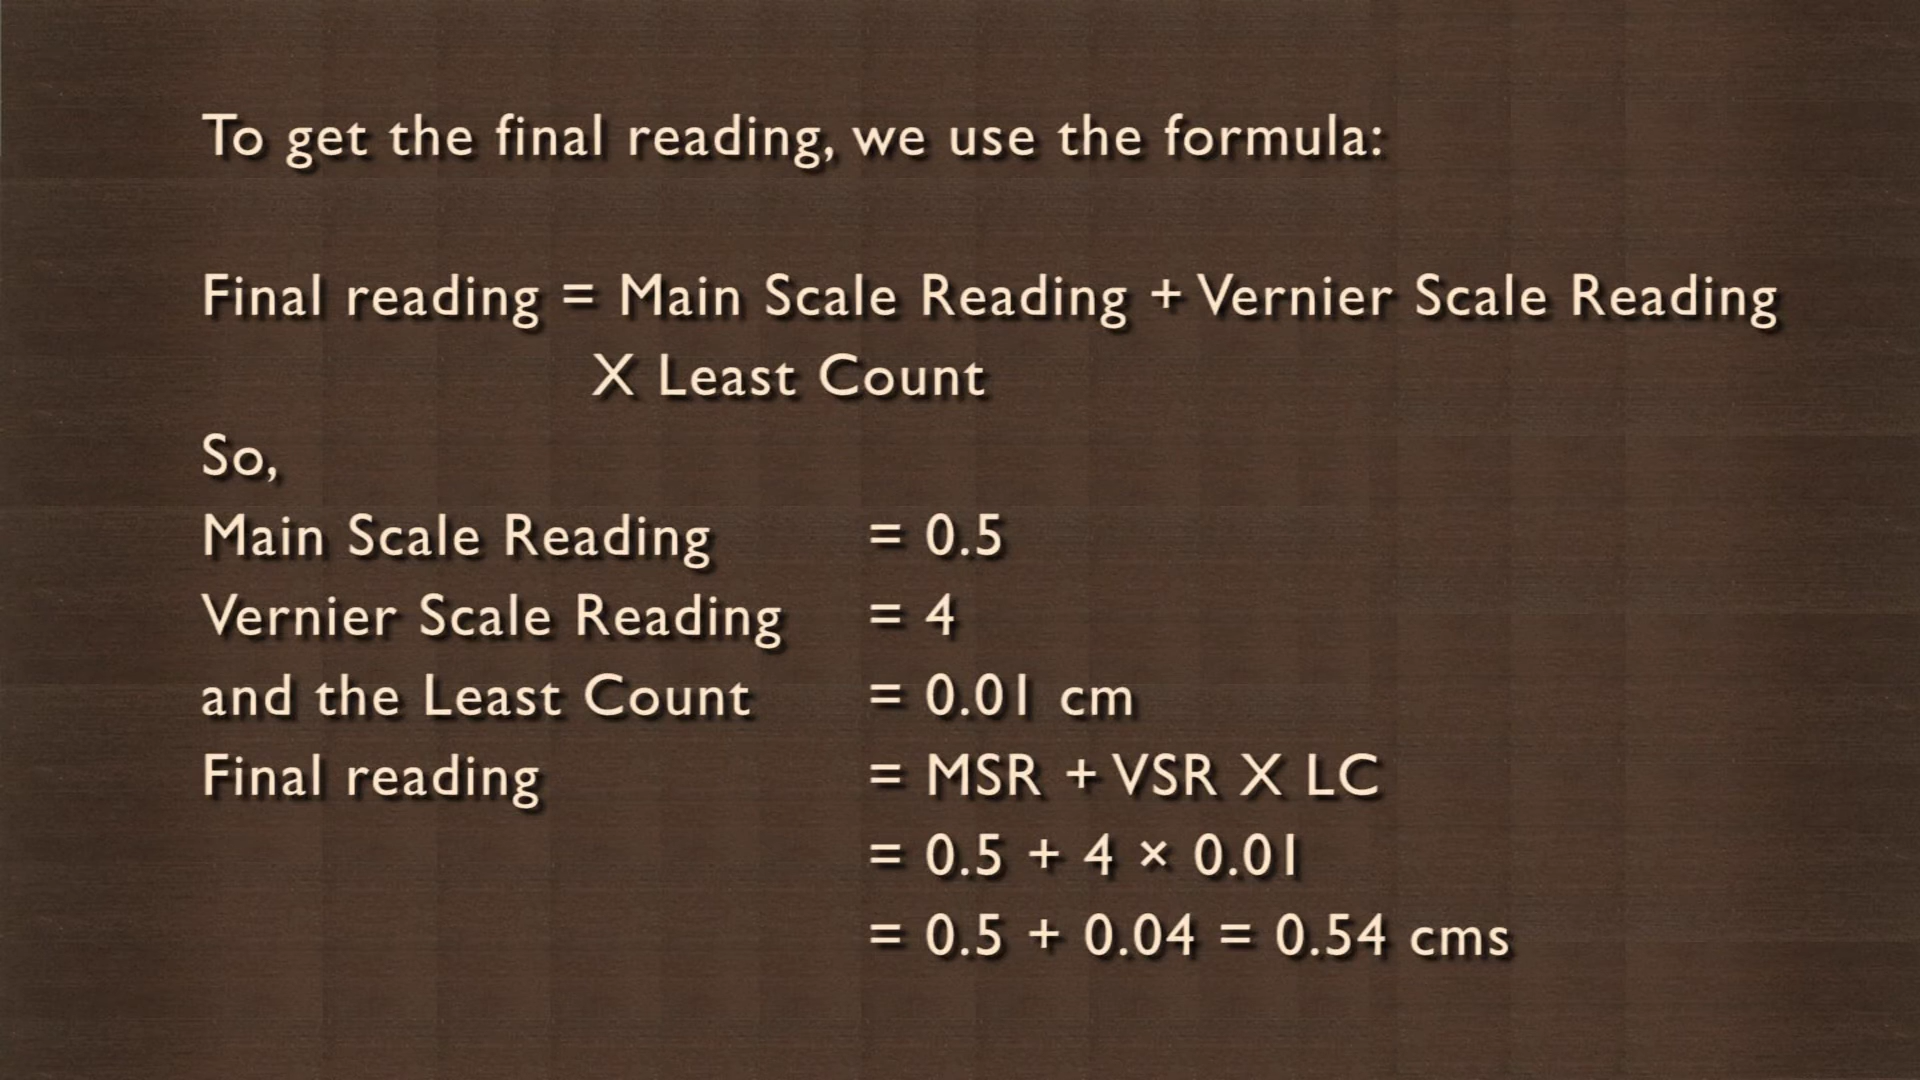 To get the final reading, we use the formula:
Final reading = Main Scale Reading + Vernier Scale Reading
X Least Count
So,
Main Scale Reading = 0.5
Vernier Scale Reading = 4
and the Least Count = 0.01 cm
Final reading = MSR + VSR X LC
= 0.5 + 4 × 0.01
= 0.5 + 0.04 = 0.54 cms